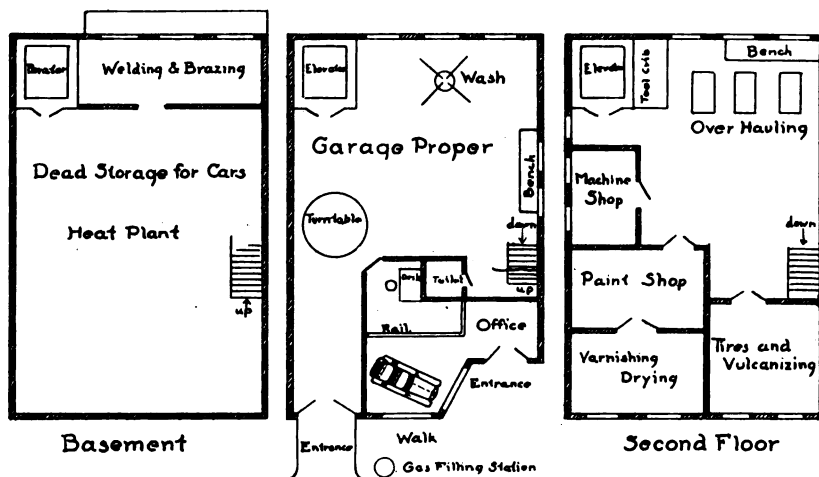 Elevator
Welding & Brazing
Dead Storage for Cars
Heat Plant
up
Basement
Elevator
Wash
Garage Proper
Bench
Turntable
down
up
Desk
Toilet
Rail
Office
Entrance
Entrance
Walk
Gas Filling Station
Elevator
Tool Crib
Bench
Over Hauling
Machine
Shop
down
Paint Shop
Varnishing
Drying
Tires and
Vulcanizing
Second Floor